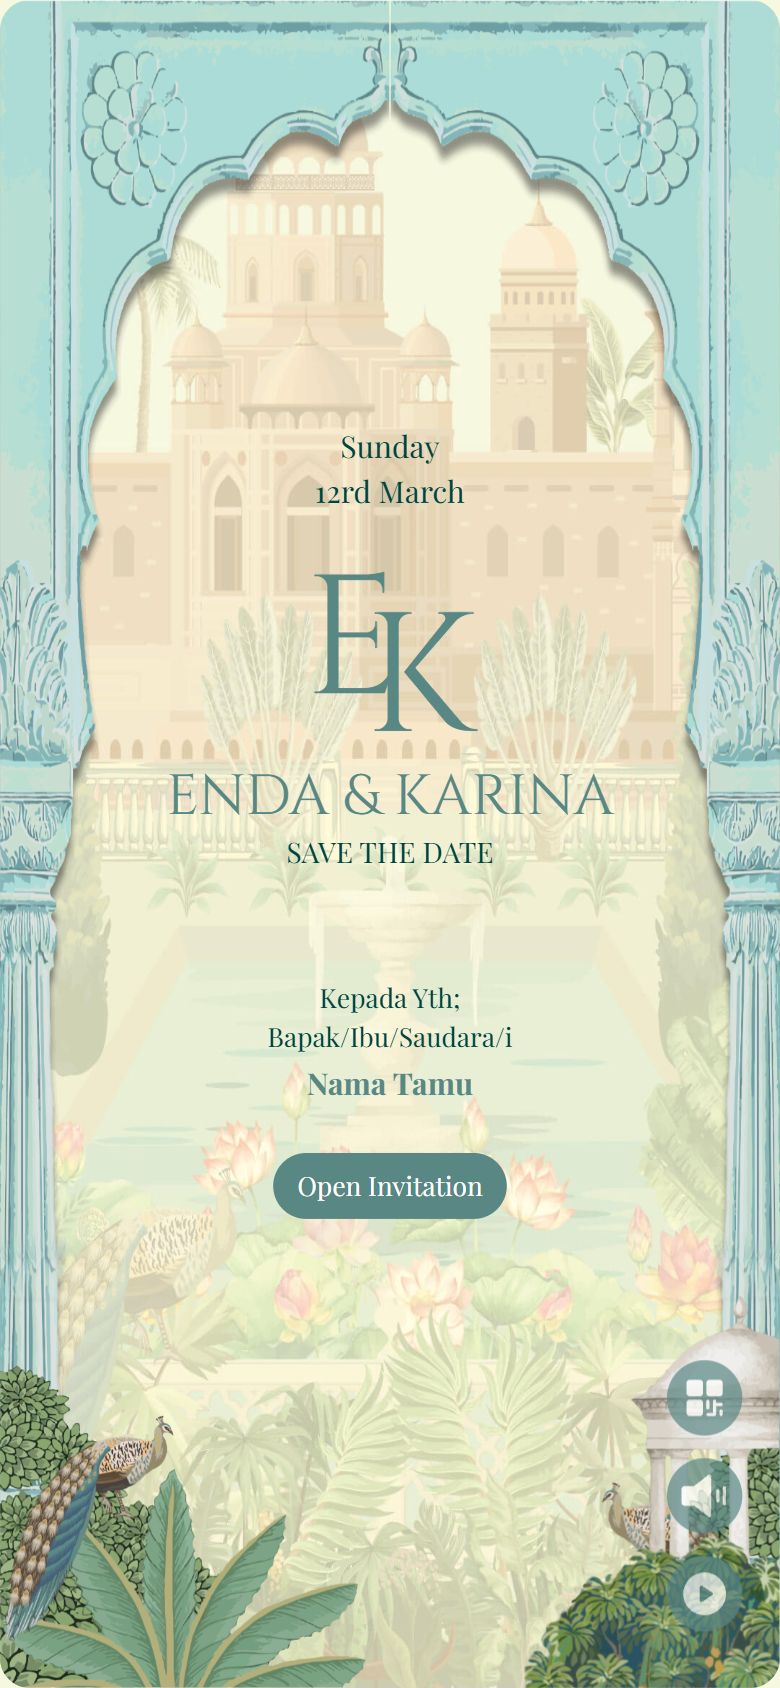 Sunday
12rd March
EK
ENDA & KARINA
SAVE THE DATE
Kepada Yth;
Bapak/Ibu/Saudara/i
Nama Tamu
Open Invitation